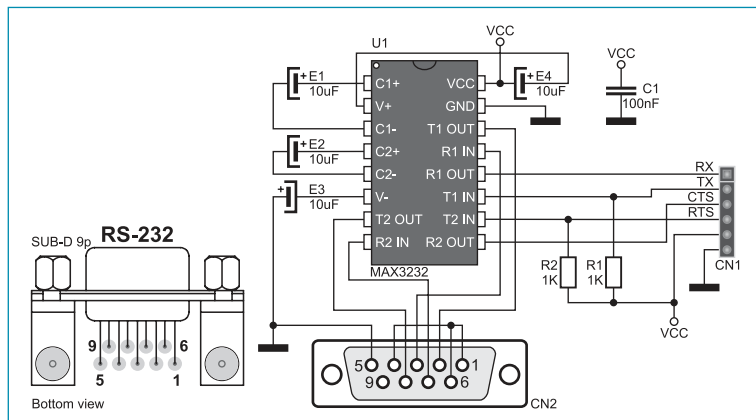 U1
VCC
VCC
E1
10uF
C1+
VCC
E4
10uF
C1
100nF
V+
GND
C1-
T1 OUT
E2
10uF
C2+
R1 IN
C2-
R1 OUT
RX
E3
10uF
V-
T1 IN
TX
T2 OUT
T2 IN
CTS
R2 IN
R2 OUT
RTS
MAX3232
CN1
R2
1K
R1
1K
VCC
SUB-D 9p
RS-232
9
6
5
1
Bottom view
5
1
9
6
CN2
+
+
+
+